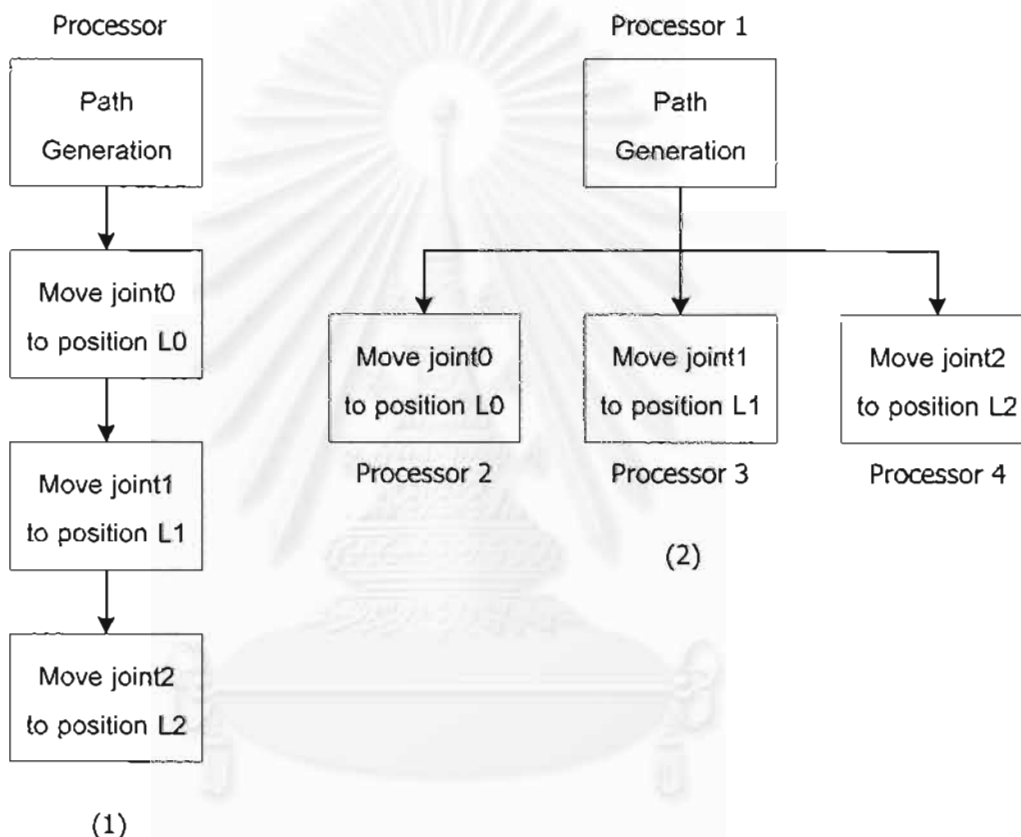 Processor
Path
Generation
Move joint0
to position L0
Move joint1
to position L1
Move joint2
to position L2
(1)
Processor 1
Path
Generation
Move joint0
to position L0
Processor 2
Move joint1
to position L1
Processor 3
Move joint2
to position L2
Processor 4
(2)